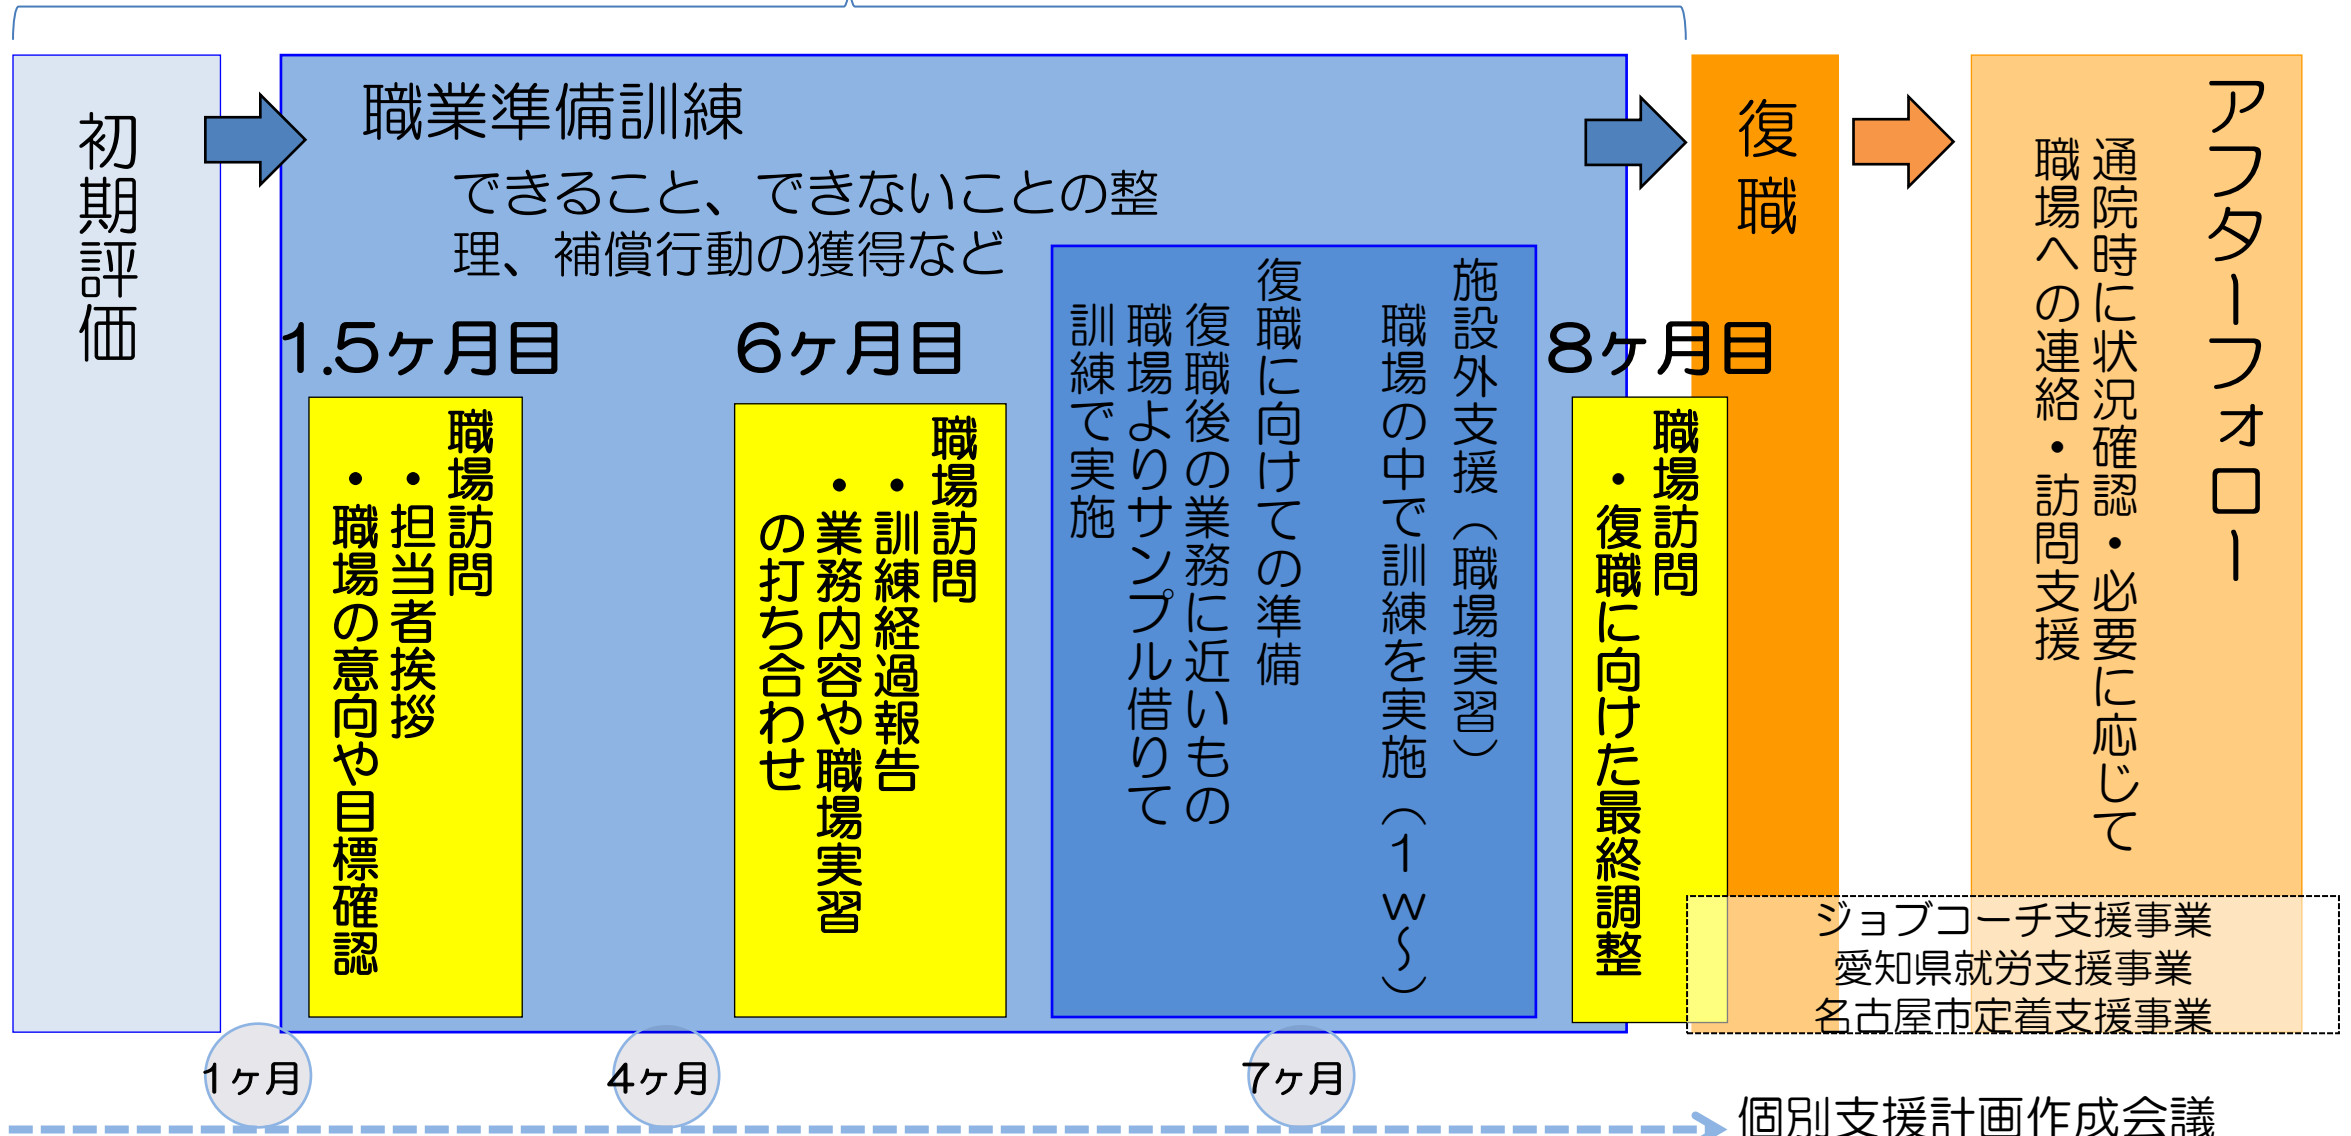 初期評価
職業準備訓練
できること、できないことの整
理、補償行動の獲得など
1.5ヶ月目
職場訪問
・担当者挨拶
・職場の意向や目標確認
6ヶ月目
職場訪問
・訓練経過報告
・業務内容や職場実習
の打ち合わせ
施設外支援（職場実習）
職場の中で訓練を実施（１ｗ～）
復職に向けての準備
復職後の業務に近いもの
職場よりサンプル借りて
訓練で実施
8ヶ月目
職場訪問
・復職に向けた最終調整
復職
アフターフォロー
通院時に状況確認・必要に応じて
職場への連絡・訪問支援
ジョブコーチ支援事業
愛知県就労支援事業
名古屋市定着支援事業
1ヶ月
4ヶ月
7ヶ月
個別支援計画作成会議